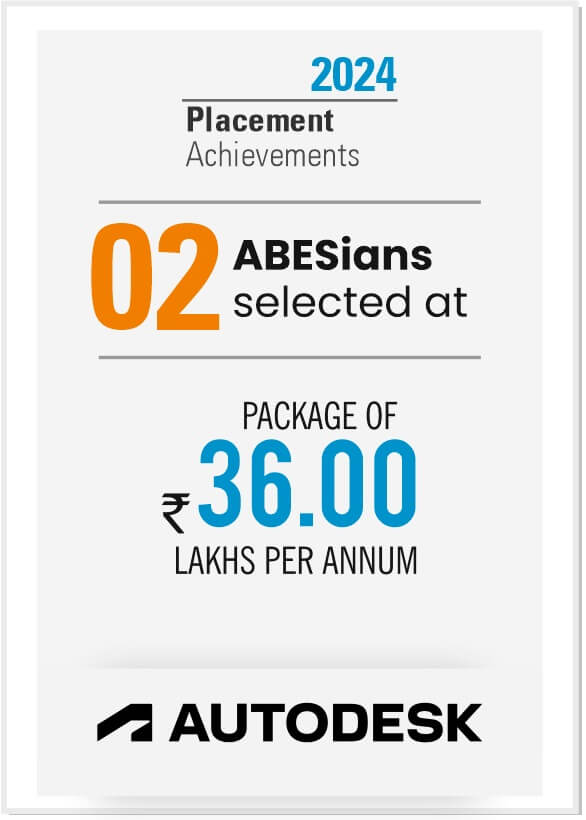 2024
Placement
Achievements
02 ABESians
selected at
PACKAGE OF
₹36.00
LAKHS PER ANNUM
AUTODESK